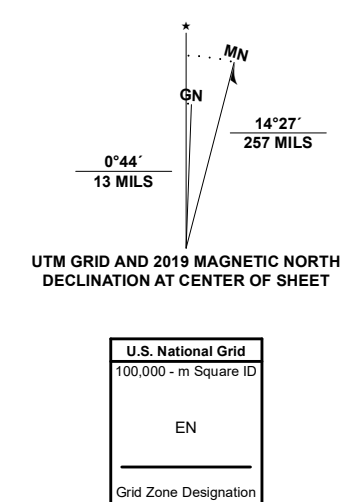 ★
MN
GN
14°27´
257 MILS
0°44´
13 MILS
UTM GRID AND 2019 MAGNETIC NORTH
DECLINATION AT CENTER OF SHEET
U.S. National Grid
100,000 - m Square ID
EN
Grid Zone Designation